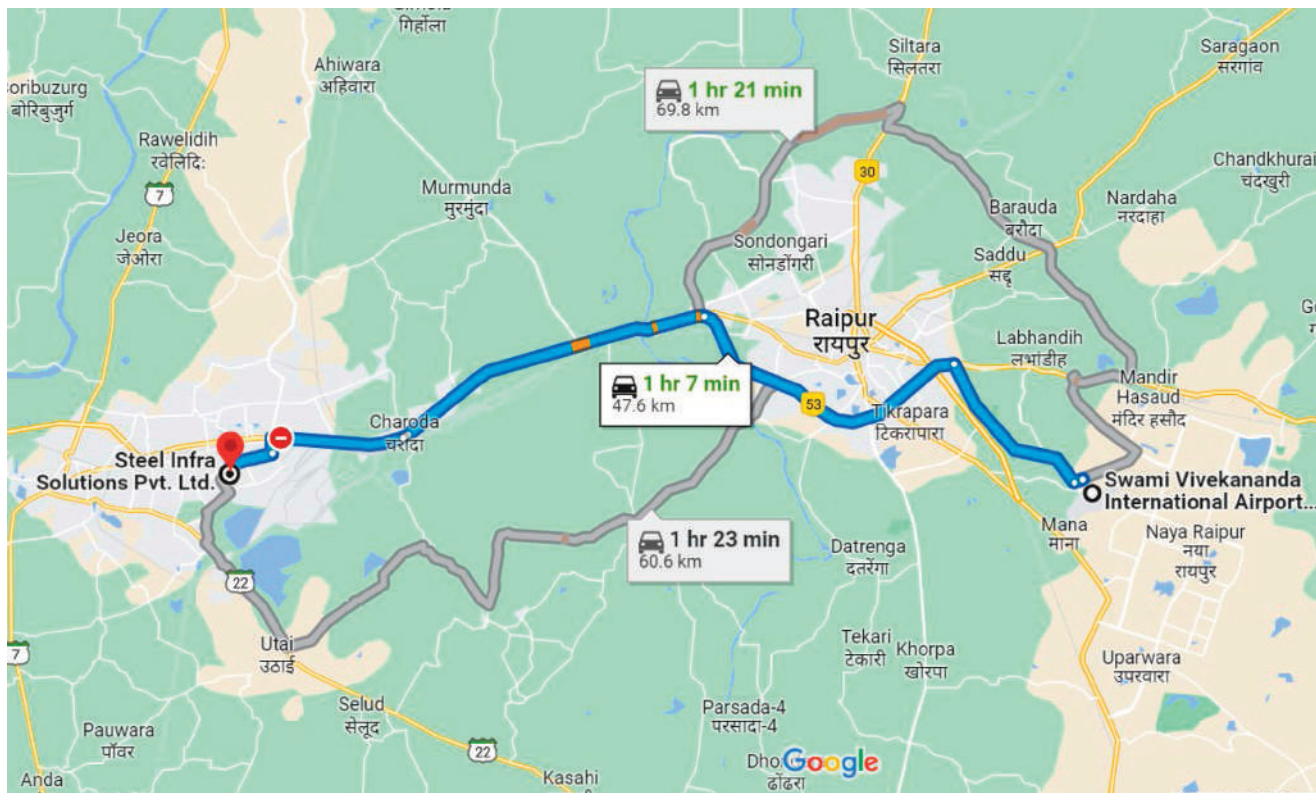 गिर्होला
Siltara
सिलतरा
Saragaon
सरगांव
Ahiwara
अहिवारा
oribuzurg
बोरिबुजुर्ग
1 hr 21 min
69.8 km
Rawelidih
रवेलिदि:
7
30
Murmunda
मुरमुंदा
Chandkhurai
चंदखुरी
Nardaha
नरदाहा
Barauda
बरौदा
Jeora
जेओरा
Sondongari
सोनडोंगरी
Saddu
सद्दू
Raipur
रायपुर
Labhandih
लभांडीह
1 hr 7 min
47.6 km
Mandir
Hasaud
मंदिर हसौद
53
Tikrapara
टिकरापारा
Charoda
चरोदा
Steel Infra
Solutions Pvt. Ltd.
Swami Vivekananda
International Airport...
1 hr 23 min
60.6 km
Mana
माना
Naya Raipur
नया
रायपुर
Datrenga
दतरेंगा
22
Utai
उठाई
7
Tekari
टेकारी
Khorpa
खोरपा
Uparwara
उपरवारा
Selud
सेलूद
Parsada-4
परसादा-4
Pauwara
पॉवर
22
Google
ढोंढरा
Kasahi
Anda